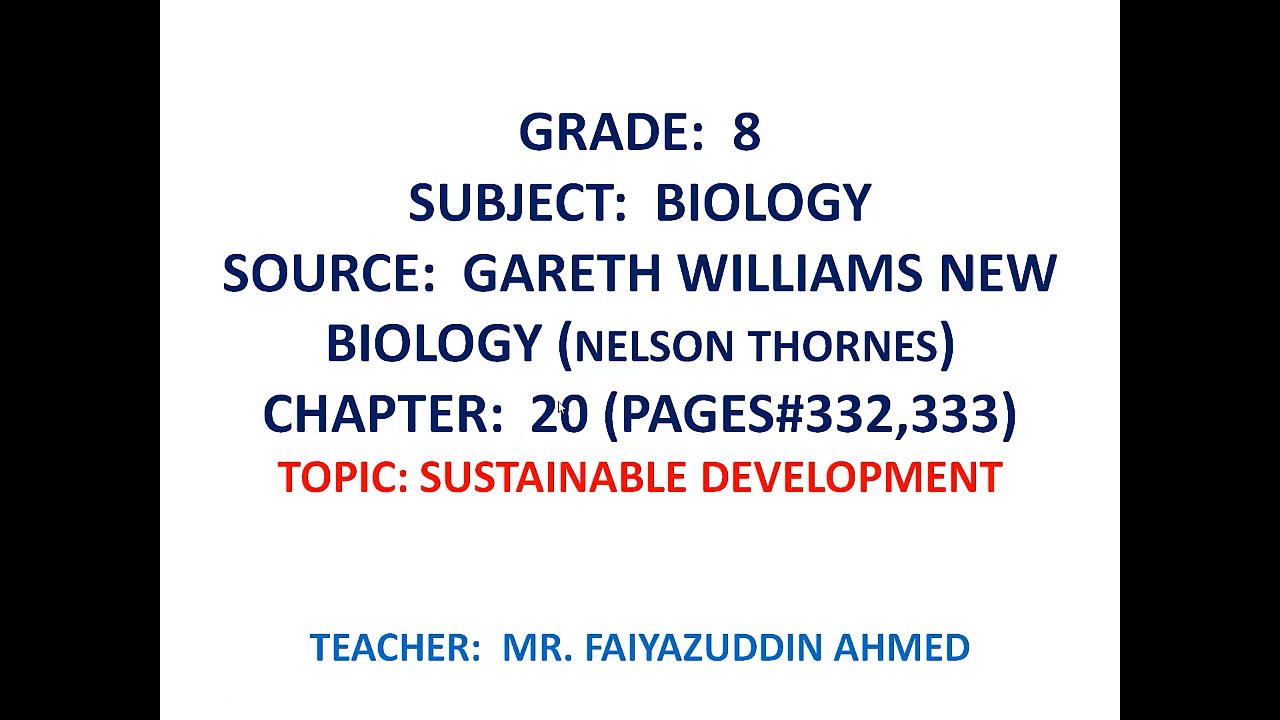 GRADE: 8
SUBJECT: BIOLOGY
SOURCE: GARETH WILLIAMS NEW
BIOLOGY (NELSON THORNES)
CHAPTER: 20 (PAGES#332,333)
TOPIC: SUSTAINABLE DEVELOPMENT
TEACHER: MR. FAIYAZUDDIN AHMED